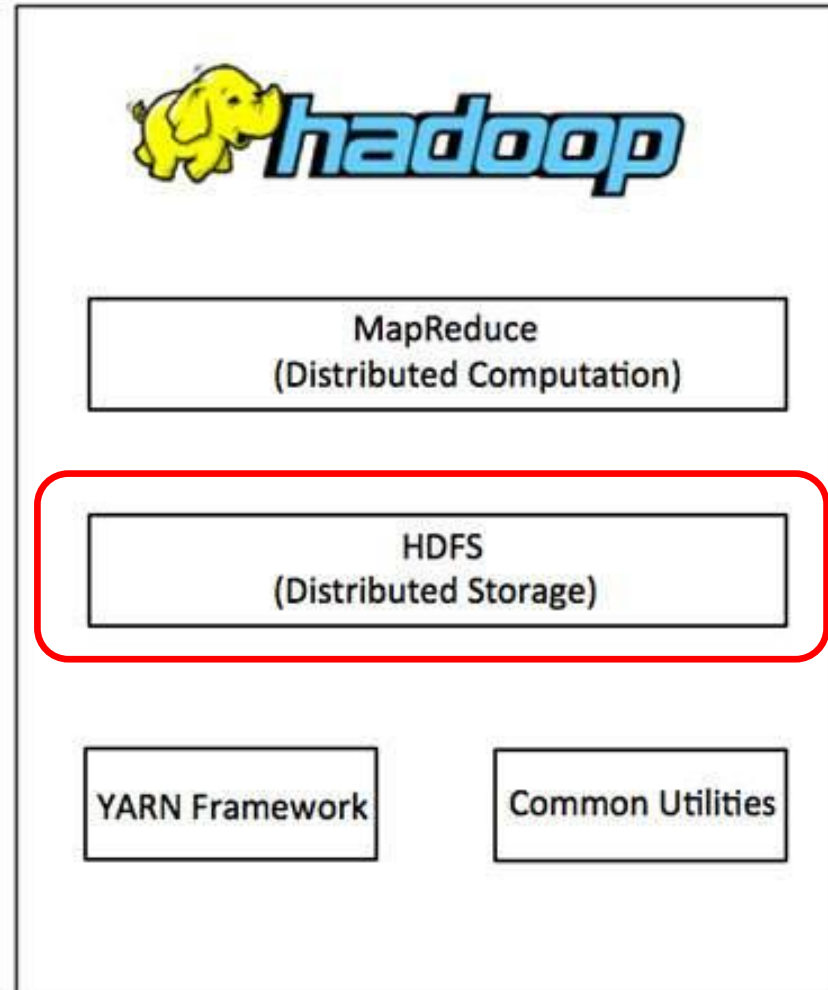 hadoop
MapReduce
(Distributed Computation)
HDFS
(Distributed Storage)
YARN Framework
Common Utilities